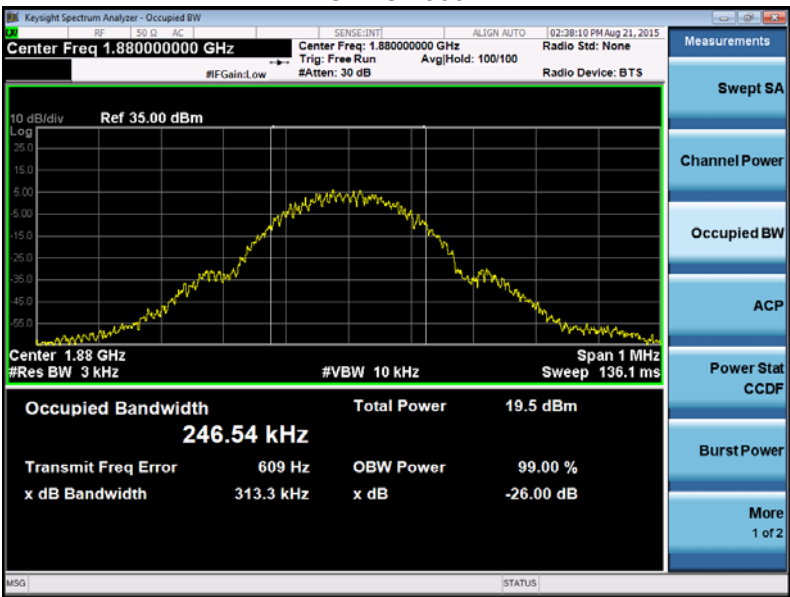 Keysight Spectrum Analyzer - Occupied BW
RF 50 Ω AC SENSE:INT ALIGN AUTO 02:38:10 PM Aug 21, 2015
Center Freq 1.880000000 GHz
Center Freq: 1.880000000 GHz Radio Std: None
Trig: Free Run Avg|Hold: 100/100
#IFGain:Low #Atten: 30 dB Radio Device: BTS
10 dB/div Ref 35.00 dBm
Log
25.0
15.0
5.00
-5.00
-15.0
-25.0
-35.0
-45.0
-55.0
Center 1.88 GHz Span 1 MHz
#Res BW 3 kHz #VBW 10 kHz Sweep 136.1 ms
Occupied Bandwidth Total Power 19.5 dBm
246.54 kHz
Transmit Freq Error 609 Hz OBW Power 99.00 %
x dB Bandwidth 313.3 kHz x dB -26.00 dB
MSG STATUS
Measurements
Swept SA
Channel Power
Occupied BW
ACP
Power Stat
CCDF
Burst Power
More
1 of 2